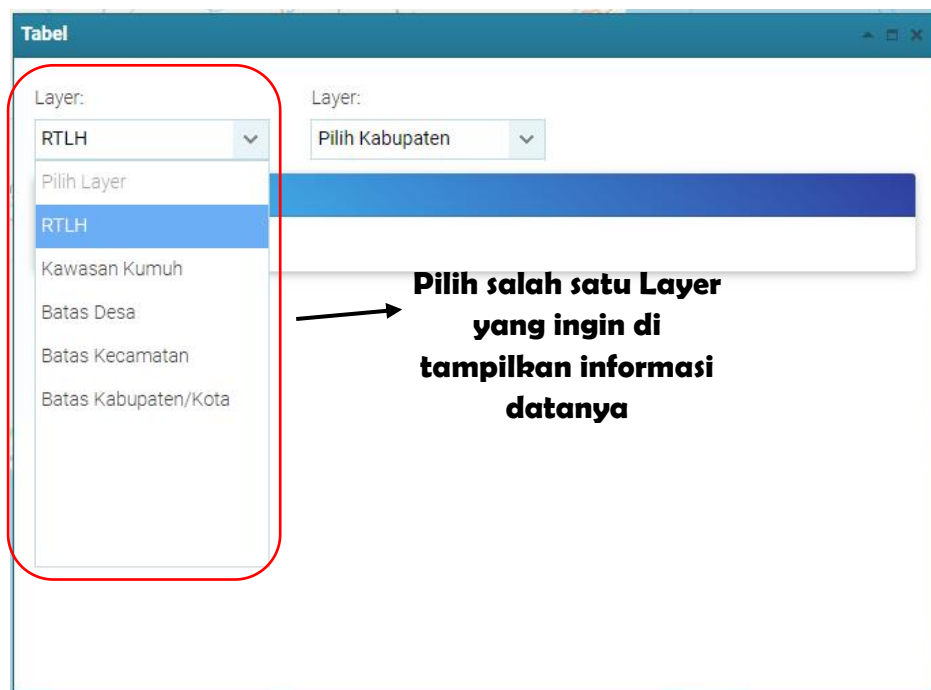 Tabel
Layer:
Layer:
RTLH
Pilih Kabupaten
Pilih Layer
RTLH
Kawasan Kumuh
Batas Desa
Batas Kecamatan
Batas Kabupaten/Kota
Pilih salah satu Layer
yang ingin di
tampilkan informasi
datanya